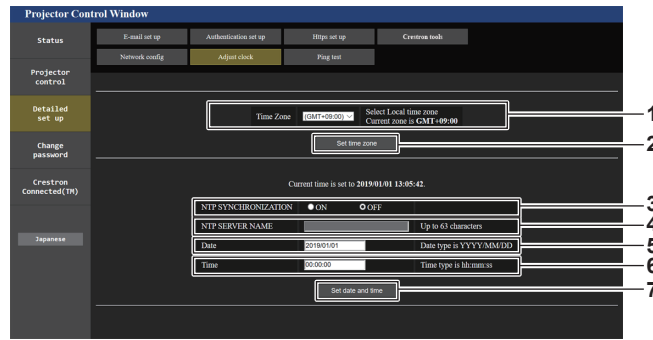 Projector Control Window
Status
E-mail set up
Authentication set up
Https set up
Crestron tools
Network config
Adjust clock
Ping test
Projector
control
Detailed
set up
Change
password
Crestron
Connected(TM)
Japanese
Time Zone
(GMT+09:00)
Select Local time zone
Current zone is GMT+09:00
1
Set time zone
2
Current time is set to 2019/01/01 13:05:42.
NTP SYNCHRONIZATION ON OFF
3
NTP SERVER NAME Up to 63 characters
4
Date 2019/01/01 Date type is YYYY/MM/DD
5
Time 00:00:00 Time type is hh:mm:ss
6
Set date and time
7